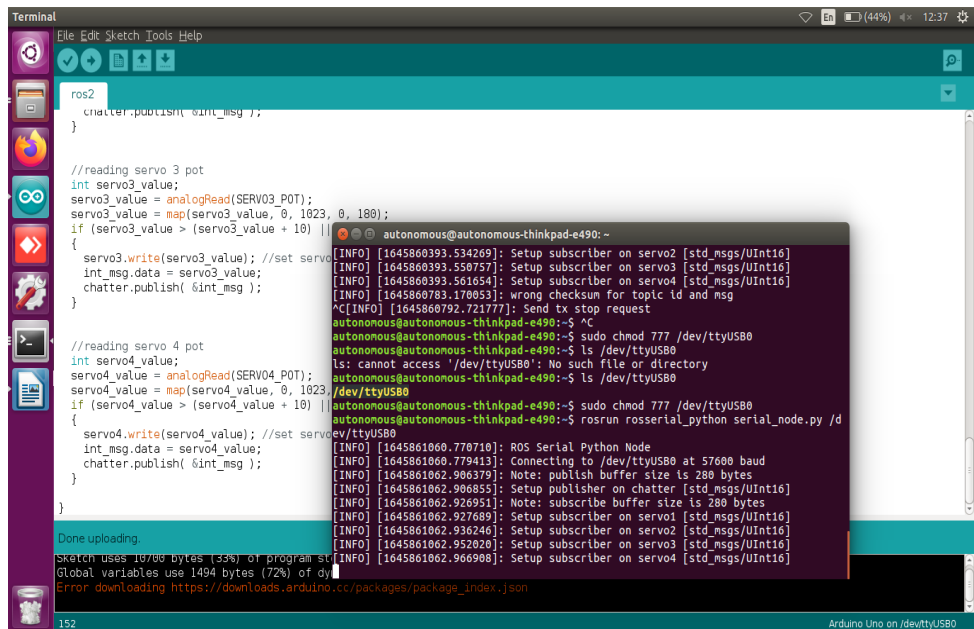 Terminal
En (44%) 12:37
File Edit Sketch Tools Help
ros2
chatter.publish( &int_msg );
}
//reading servo 3 pot
int servo3_value;
servo3_value = analogRead(SERVO3_POT);
servo3_value = map(servo3_value, 0, 1023, 0, 180);
if (servo3_value > (servo3_value + 10) ||
{
servo3.write(servo3_value); //set servo
int_msg.data = servo3_value;
chatter.publish( &int_msg );
}
//reading servo 4 pot
int servo4_value;
servo4_value = analogRead(SERVO4_POT);
servo4_value = map(servo4_value, 0, 1023,
if (servo4_value > (servo4_value + 10) ||
{
servo4.write(servo4_value); //set servo
int_msg.data = servo4_value;
chatter.publish( &int_msg );
}
}
autonomous@autonomous-thinkpad-e490: ~
[INFO] [1645860393.534269]: Setup subscriber on servo2 [std_msgs/UInt16]
[INFO] [1645860393.550757]: Setup subscriber on servo3 [std_msgs/UInt16]
[INFO] [1645860393.561654]: Setup subscriber on servo4 [std_msgs/UInt16]
[INFO] [1645860783.170053]: wrong checksum for topic id and msg
^C[INFO] [1645860792.721777]: Send tx stop request
autonomous@autonomous-thinkpad-e490:~$ ^C
autonomous@autonomous-thinkpad-e490:~$ sudo chmod 777 /dev/ttyUSB0
autonomous@autonomous-thinkpad-e490:~$ ls /dev/ttyUSB0
ls: cannot access '/dev/ttyUSB0': No such file or directory
autonomous@autonomous-thinkpad-e490:~$ ls /dev/ttyUSB0
/dev/ttyUSB0
autonomous@autonomous-thinkpad-e490:~$ sudo chmod 777 /dev/ttyUSB0
autonomous@autonomous-thinkpad-e490:~$ rosrun rosserial_python serial_node.py /d
ev/ttyUSB0
[INFO] [1645861060.770710]: ROS Serial Python Node
[INFO] [1645861060.779413]: Connecting to /dev/ttyUSB0 at 57600 baud
[INFO] [1645861062.906379]: Note: publish buffer size is 280 bytes
[INFO] [1645861062.906855]: Setup publisher on chatter [std_msgs/UInt16]
[INFO] [1645861062.926951]: Note: subscribe buffer size is 280 bytes
[INFO] [1645861062.927689]: Setup subscriber on servo1 [std_msgs/UInt16]
[INFO] [1645861062.936246]: Setup subscriber on servo2 [std_msgs/UInt16]
[INFO] [1645861062.952020]: Setup subscriber on servo3 [std_msgs/UInt16]
[INFO] [1645861062.966908]: Setup subscriber on servo4 [std_msgs/UInt16]
Done uploading.
Sketch uses 10700 bytes (33%) of program st
Global variables use 1494 bytes (72%) of dy
Error downloading https://downloads.arduino.cc/packages/package_index.json
152
Arduino Uno on /dev/ttyUSB0